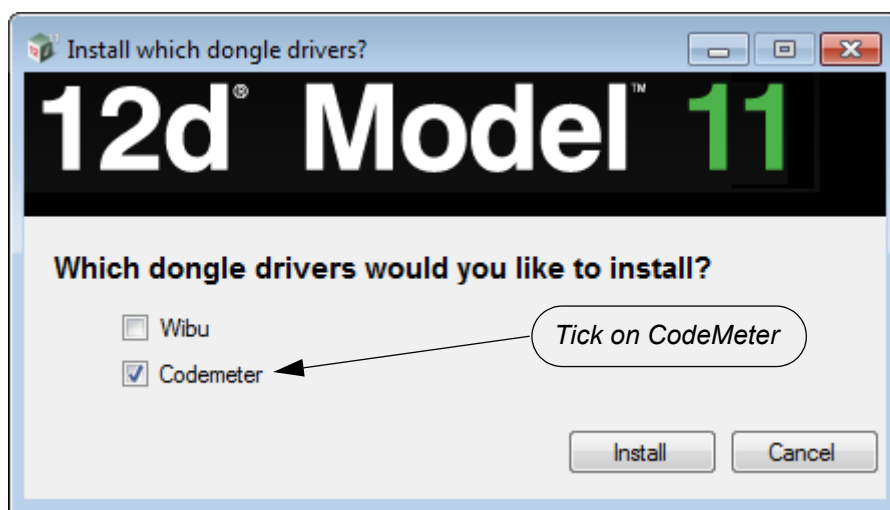 Install which dongle drivers?
12d® Model™ 11
Which dongle drivers would you like to install?
Wibu
Tick on CodeMeter
Codemeter
Install Cancel